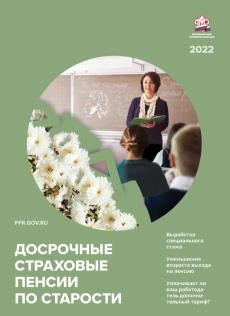 2022
PFR.GOV.RU
ДОСРОЧНЫЕ
СТРАХОВЫЕ
ПЕНСИИ
ПО СТАРОСТИ
Выработка
специального
стажа
Уменьшение
возраста выхода
на пенсию
Уплачивает ли
ваш работода-
тель дополни-
тельный тариф?